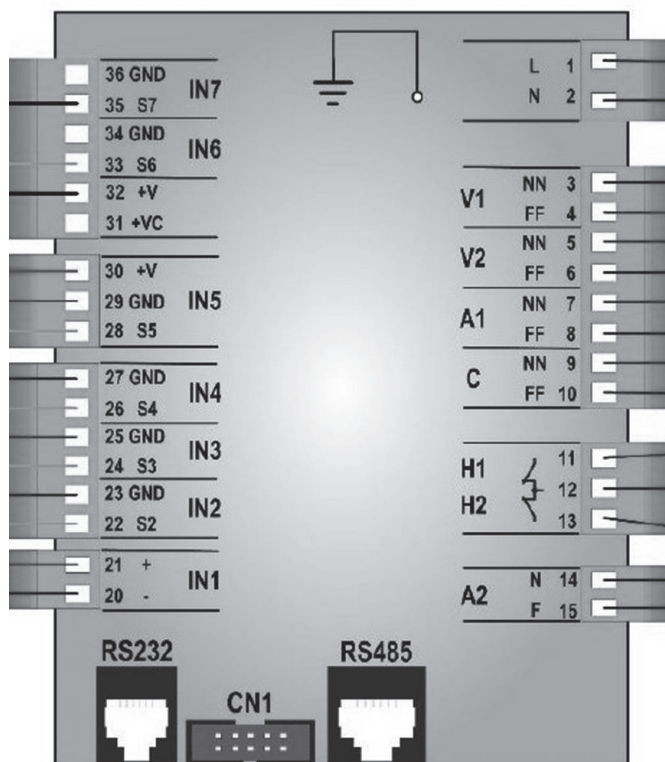 36 GND
35 S7
IN7
34 GND
33 S6
IN6
32 +V
31 +VC
30 +V
29 GND
28 S5
IN5
27 GND
26 S4
IN4
25 GND
24 S3
IN3
23 GND
22 S2
IN2
21 +
20 -
IN1
L 1
N 2
V1
NN 3
FF 4
V2
NN 5
FF 6
A1
NN 7
FF 8
C
NN 9
FF 10
H1
H2
11
12
13
A2
N 14
F 15
RS232
CN1
RS485